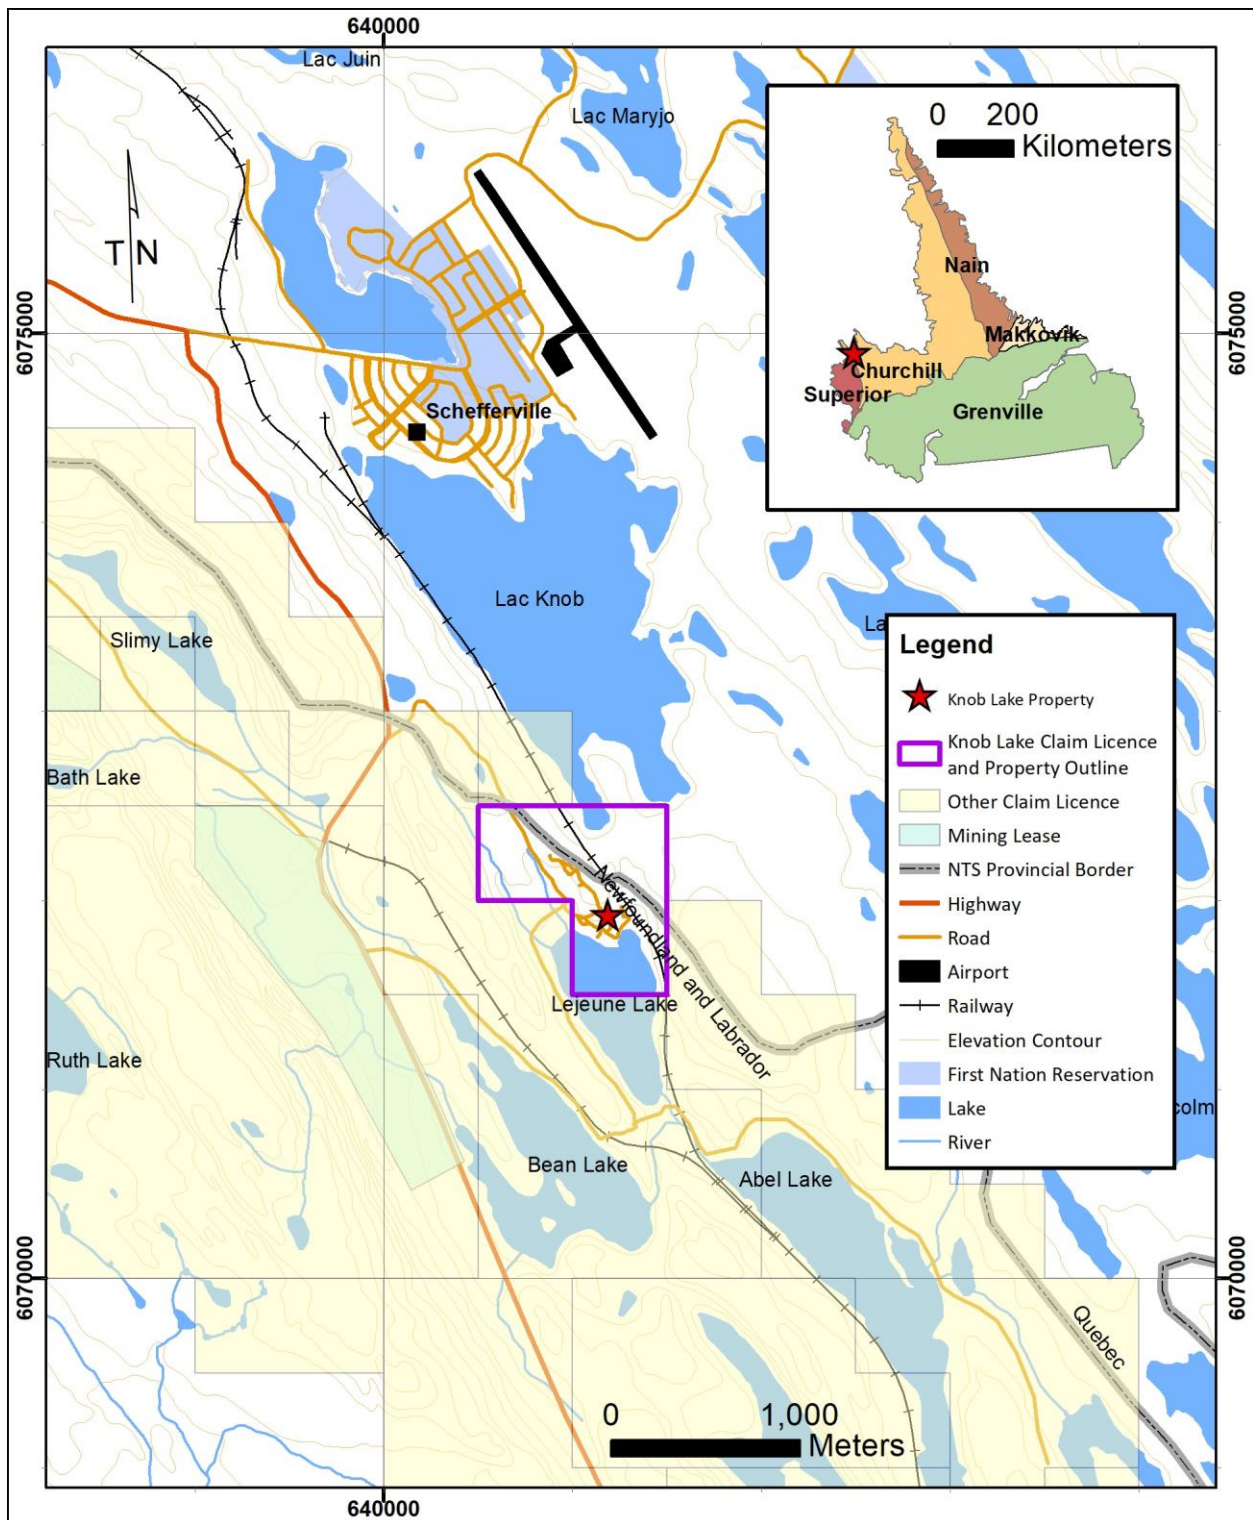 640000
Lac Juin
Lac Maryjo
0 200
Kilometers
T N
Nain
Makkovik
Churchill
Superior
Grenville
6075000
6075000
Schefferville
Lac Knob
La
Slimy Lake
Legend
Knob Lake Property
Knob Lake Claim Licence
and Property Outline
Other Claim Licence
Mining Lease
NTS Provincial Border
Highway
Road
Airport
Railway
Elevation Contour
First Nation Reservation
Lake
River
Bath Lake
Newfoundland and Labrador
Lejeune Lake
Ruth Lake
colm
Bean Lake
Abel Lake
6070000
6070000
Quebec
0 1,000
Meters
640000